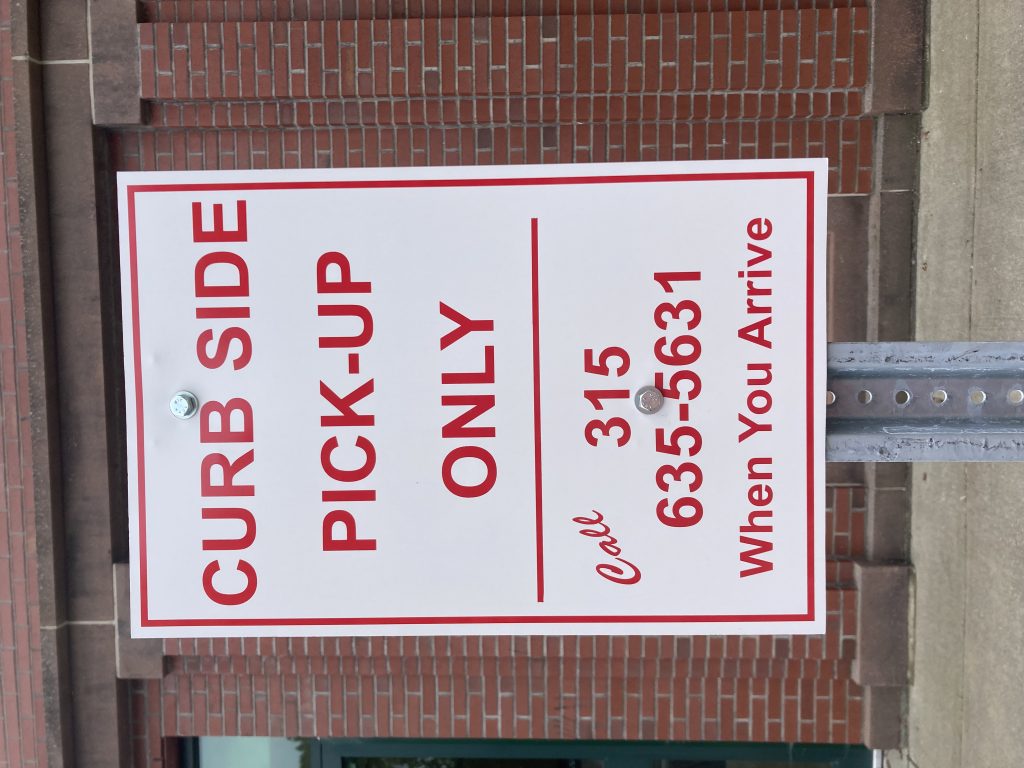 CURB SIDE
PICK-UP
ONLY
Call 315
635-5631
When You Arrive